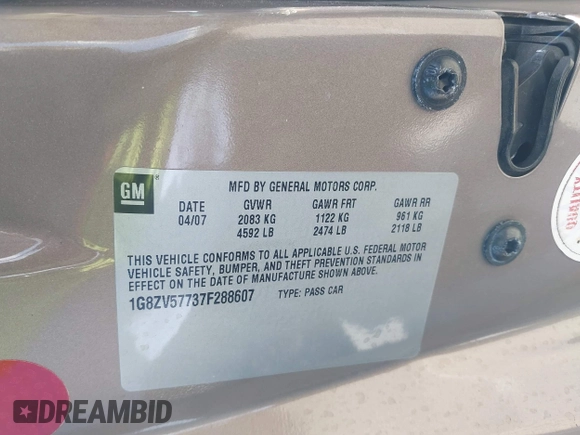 GM
MFD BY GENERAL MOTORS CORP.
DATE GVWR GAWR FRT GAWR RR
04/07 2083 KG 1122 KG 961 KG
4592 LB 2474 LB 2118 LB
THIS VEHICLE CONFORMS TO ALL APPLICABLE U.S. FEDERAL MOTOR
VEHICLE SAFETY, BUMPER, AND THEFT PREVENTION STANDARDS IN
EFFECT ON THE DATE OF MANUFACTURE SHOWN ABOVE.
1G8ZV57737F288607 TYPE: PASS CAR
DREAMBID